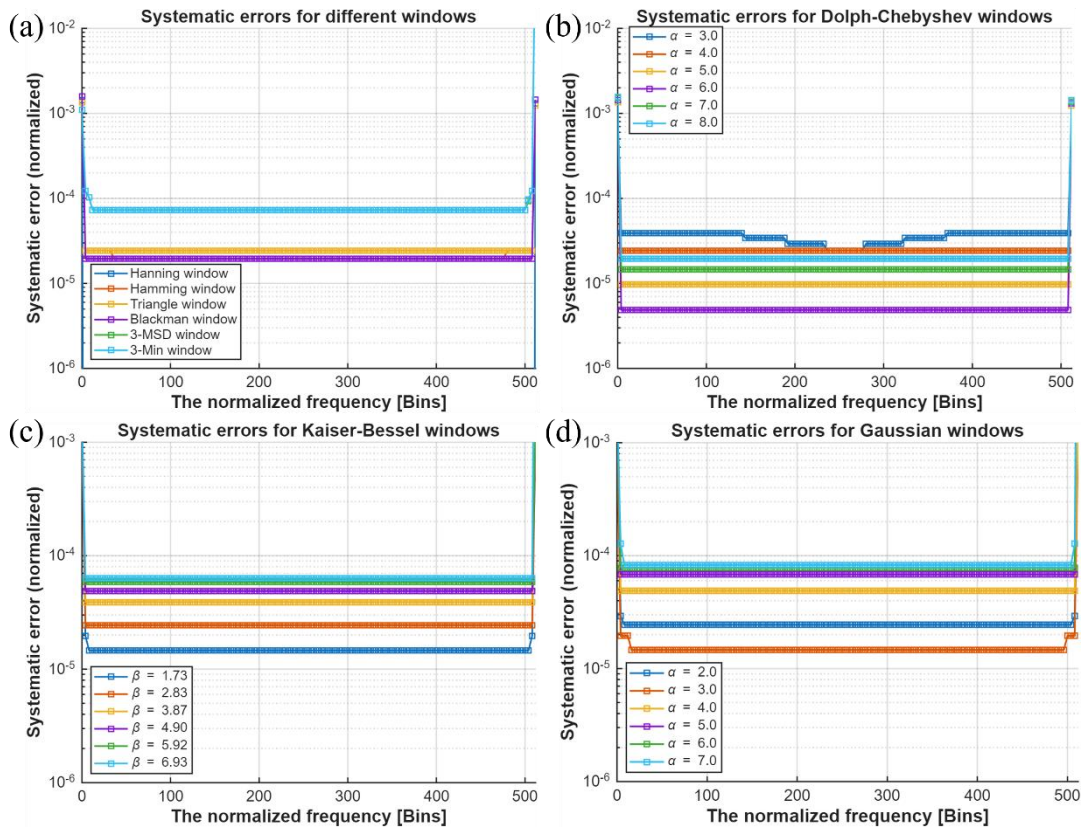 (a)
Systematic errors for different windows
Systematic error (normalized)
10-2
10-3
10-4
10-5
10-6
Hanning window
Hamming window
Triangle window
Blackman window
3-MSD window
3-Min window
0 100 200 300 400 500
The normalized frequency [Bins]
(b)
Systematic errors for Dolph-Chebyshev windows
Systematic error (normalized)
10-2
10-3
10-4
10-5
10-6
α = 3.0
α = 4.0
α = 5.0
α = 6.0
α = 7.0
α = 8.0
0 100 200 300 400 500
The normalized frequency [Bins]
(c)
Systematic errors for Kaiser-Bessel windows
Systematic error (normalized)
10-3
10-4
10-5
10-6
β = 1.73
β = 2.83
β = 3.87
β = 4.90
β = 5.92
β = 6.93
0 100 200 300 400 500
The normalized frequency [Bins]
(d)
Systematic errors for Gaussian windows
Systematic error (normalized)
10-3
10-4
10-5
10-6
α = 2.0
α = 3.0
α = 4.0
α = 5.0
α = 6.0
α = 7.0
0 100 200 300 400 500
The normalized frequency [Bins]